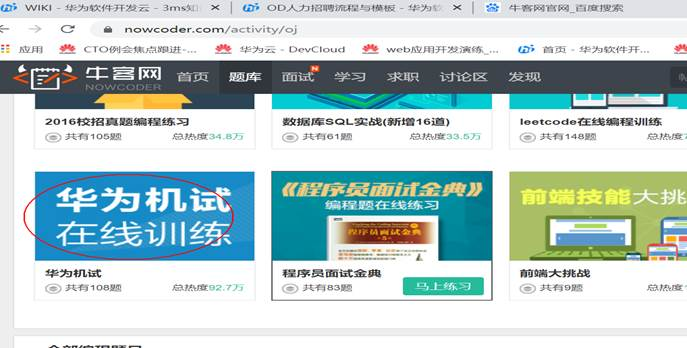 WIKI - 华为软件开发云 - 3ms知
OD人力招聘流程与模板 - 华为软
牛客网官网_百度搜索
nowcoder.com/activity/oj
应用
CTO例会焦点跟进-...
华为云 - DevCloud
web应用开发演练_...
首页 - 华为软件开...
牛客网
NOWCODER
首页
题库
面试
N
学习
求职
讨论区
发现
2016校招真题编程练习
共有105题
总热度34.8万
数据库SQL实战(新增16道)
共有61题
总热度33.5万
leetcode在线编程训练
共有148题
总热度7
华为机试
在线训练
华为机试
共有108题
总热度92.7万
《程序员面试金典》
编程题在线练习
程序员面试金典
程序员面试金典
共有83题
马上练习
前端技能大挑
前端大挑战
共有9题
总热度